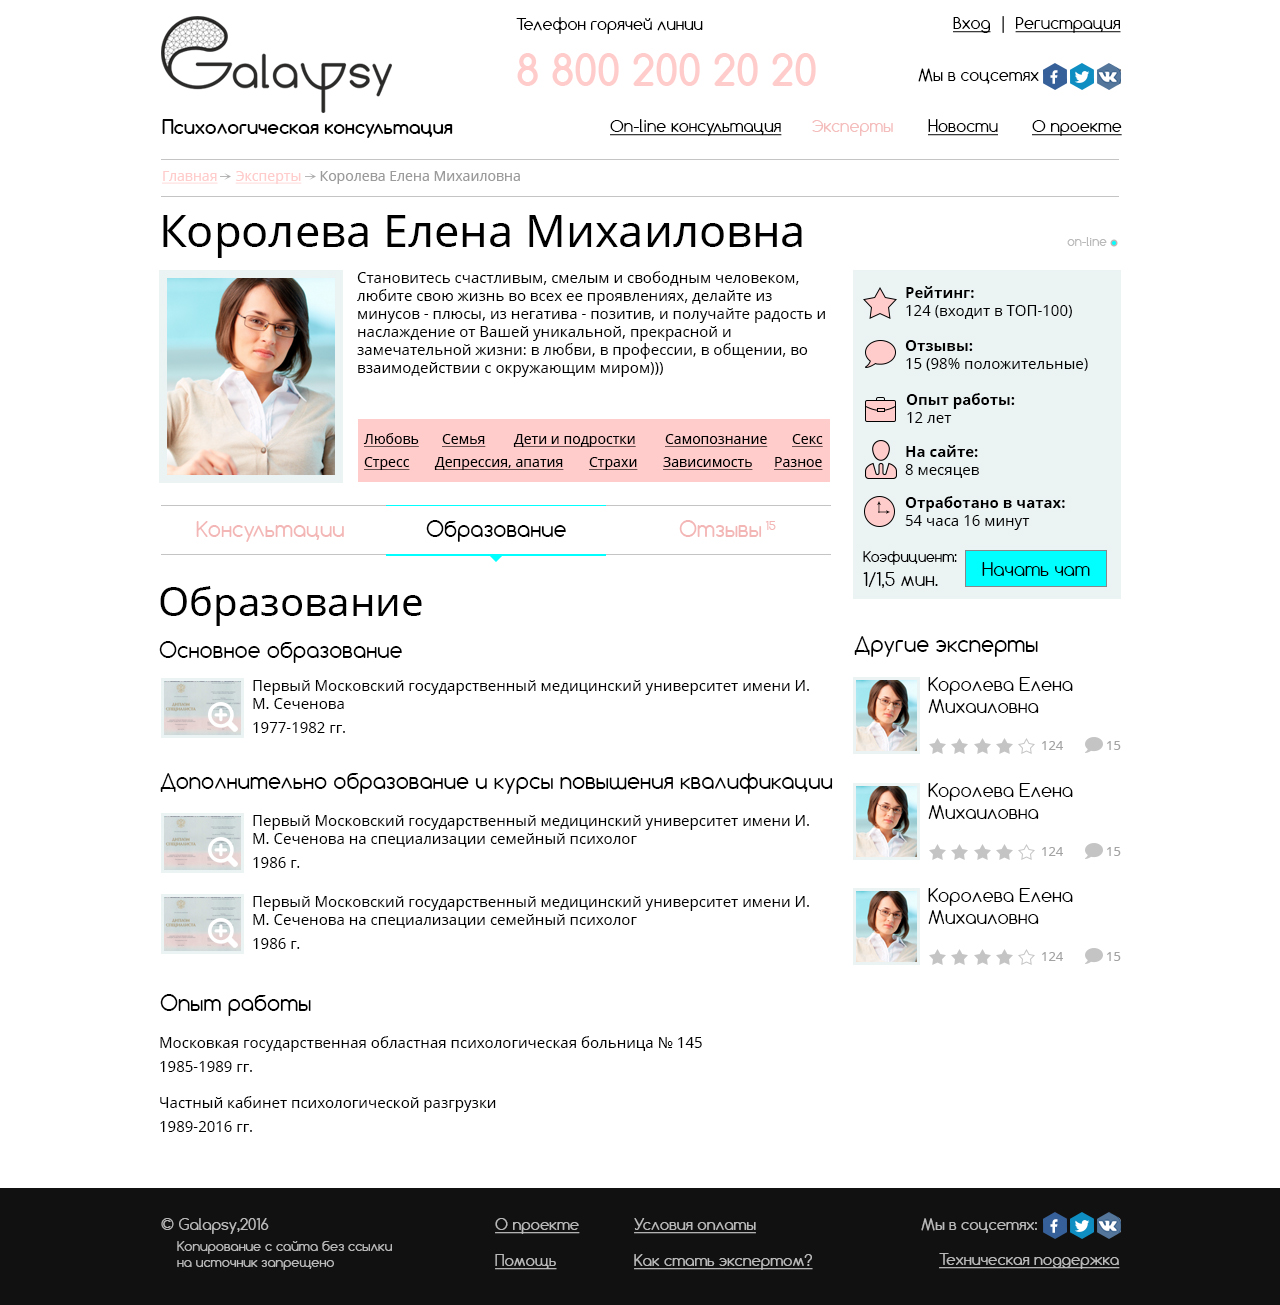 Galaψsy
Психологическая консультация
Телефон горячей линии
8 800 200 20 20
Вход | Регистрация
Мы в соцсетях
On-line консультация Эксперты Новости О проекте
Главная → Эксперты → Королева Елена Михаиловна
Королева Елена Михаиловна
on-line
Становитесь счастливым, смелым и свободным человеком,
любите свою жизнь во всех ее проявлениях, делайте из
минусов - плюсы, из негатива - позитив, и получайте радость и
наслаждение от Вашей уникальной, прекрасной и
замечательной жизни: в любви, в профессии, в общении, во
взаимодействии с окружающим миром)))
Любовь Семья Дети и подростки Самопознание Секс
Стресс Депрессия, апатия Страхи Зависимость Разное
Рейтинг:
124 (входит в ТОП-100)
Отзывы:
15 (98% положительные)
Опыт работы:
12 лет
На сайте:
8 месяцев
Отработано в чатах:
54 часа 16 минут
Коэфициент:
1/1,5 мин.
Начать чат
Консультации Образование Отзывы 15
Образование
Основное образование
Первый Московский государственный медицинский университет имени И.
М. Сеченова
1977-1982 гг.
Дополнительно образование и курсы повышения квалификации
Первый Московский государственный медицинский университет имени И.
М. Сеченова на специализации семейный психолог
1986 г.
Первый Московский государственный медицинский университет имени И.
М. Сеченова на специализации семейный психолог
1986 г.
Опыт работы
Московкая государственная областная психологическая больница № 145
1985-1989 гг.
Частный кабинет психологической разгрузки
1989-2016 гг.
Другие эксперты
Королева Елена
Михаиловна
124 15
Королева Елена
Михаиловна
124 15
Королева Елена
Михаиловна
124 15
© Galapsy,2016
Копирование с сайта без ссылки
на источник запрещено
О проекте
Помощь
Условия оплаты
Как стать экспертом?
Мы в соцсетях:
Техническая поддержка